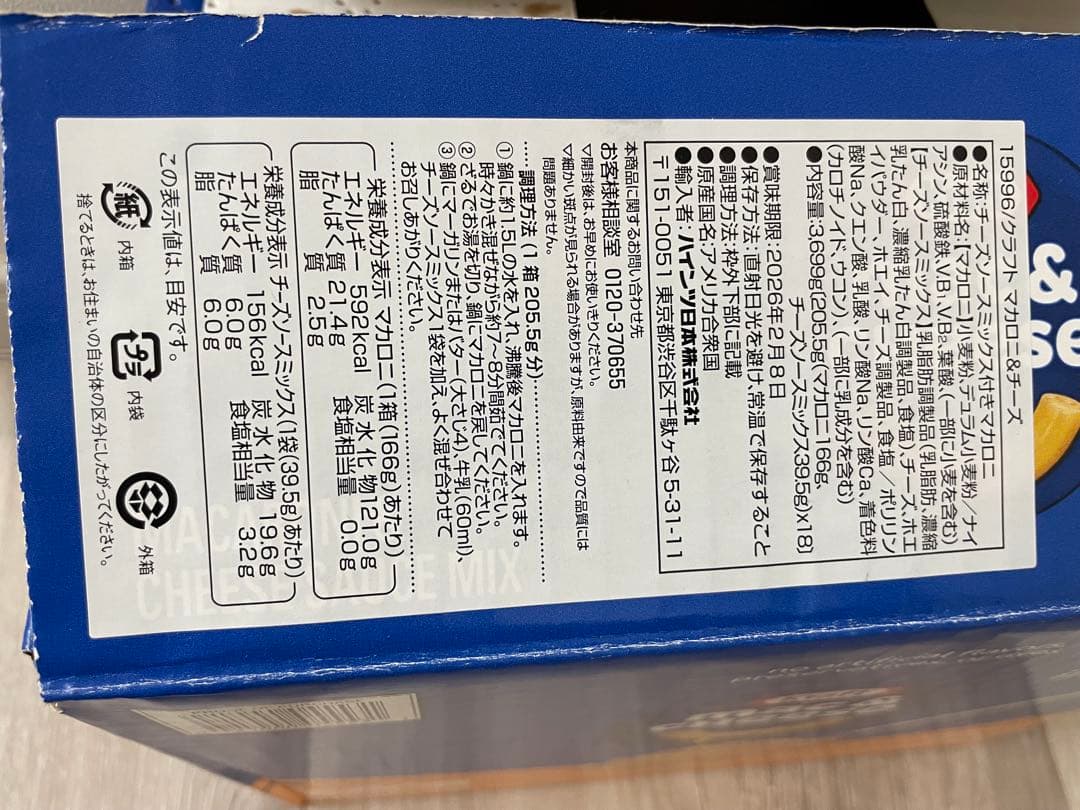 15996/クラフト マカロニ&チーズ
●名称:チーズソースミックス付きマカロニ
●原材料名:【マカロニ】小麦粉、デュラム小麦粉/ナイ
アシン、硫酸鉄、V.B₁、V.B₂、葉酸、(一部に小麦を含む)
【チーズソースミックス】乳脂肪調製品(乳脂肪、濃縮
乳たん白、濃縮乳たん白調製品、食塩)、チーズ、ホエ
イパウダー、ホエイ、チーズ調製品、食塩/ポリリン
酸Na、クエン酸、乳酸、リン酸Na、リン酸Ca、着色料
(カロチノイド、ウコン)、(一部に乳成分を含む)
●内容量:3.699g{205.5g(マカロニ166g、
チーズソースミックス39.5g)x18}
●賞味期限:2026年2月8日
●保存方法:直射日光を避け、常温で保存すること
●調理方法:枠外下部に記載
●原産国名:アメリカ合衆国
●輸入者:ハインツ日本株式会社
〒151-0051 東京都渋谷区千駄ヶ谷5-31-11
本商品に関するお問い合わせ先
お客様相談室 0120-370655
▽開封後は、お早めにお使いきりください。
▽細かい斑点が見られる場合がありますが、原料由来ですので品質には
問題ありません。
調理方法(1箱205.5g分)
① 鍋に約1.5Lの水を入れ、沸騰後マカロニを入れます。
時々かき混ぜながら約7~8分間茹でてください。
② ざるでお湯を切り、鍋にマカロニを戻してください。
③ 鍋にマーガリンまたはバター(大さじ4)、牛乳(60ml)、
チーズソースミックス1袋を加え、よく混ぜ合わせて
お召しあがりください。
栄養成分表示 マカロニ(1箱(166g)あたり)
エネルギー 592kcal 炭水化物 121.0g
たんぱく質 21.4g 食塩相当量 0.0g
脂質 2.5g
栄養成分表示 チーズソースミックス(1袋(39.5g)あたり)
エネルギー 156kcal 炭水化物 19.6g
たんぱく質 6.0g 食塩相当量 3.2g
脂質 6.0g
この表示値は、目安です。
紙 内箱
プラ 内袋
外箱
捨てるときは、お住まいの自治体の区分にしたがってください。
MACARONI
CHEESE SAUCE MIX
&
se